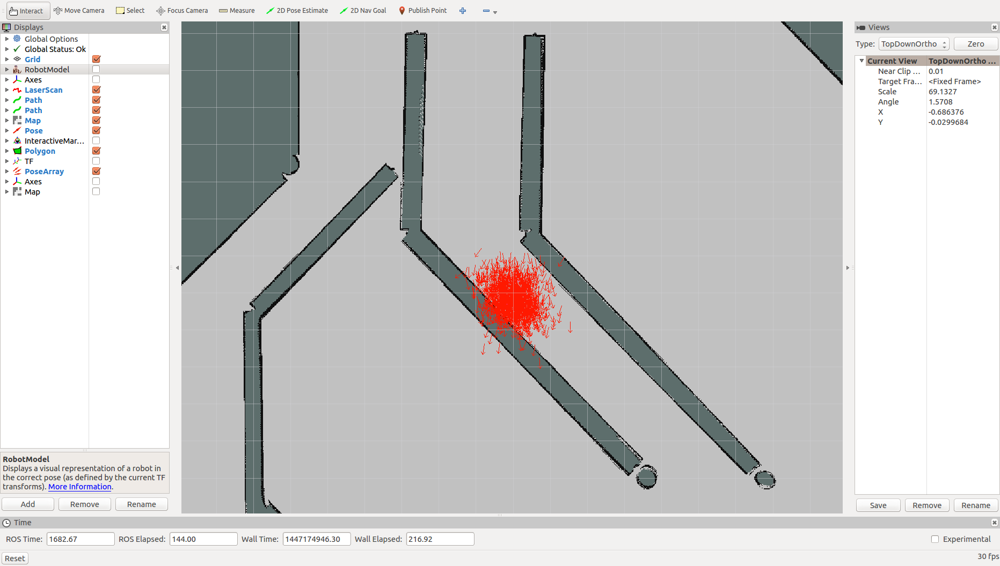 Interact Move Camera Select Focus Camera Measure 2D Pose Estimate 2D Nav Goal Publish Point
Displays
Global Options
Global Status: Ok
Grid
RobotModel
Axes
LaserScan
Path
Path
Map
Pose
InteractiveMar...
Polygon
TF
PoseArray
Axes
Map
RobotModel
Displays a visual representation of a robot in
the correct pose (as defined by the current TF
transforms). More Information.
Add Remove Rename
Views
Type: TopDownOrtho Zero
Current View TopDownOrtho ...
Near Clip ... 0.01
Target Fra... <Fixed Frame>
Scale 69.1327
Angle 1.5708
X -0.686376
Y -0.0299684
Save Remove Rename
Time
ROS Time: 1682.67 ROS Elapsed: 144.00 Wall Time: 1447174946.30 Wall Elapsed: 216.92 Experimental
Reset 30 fps